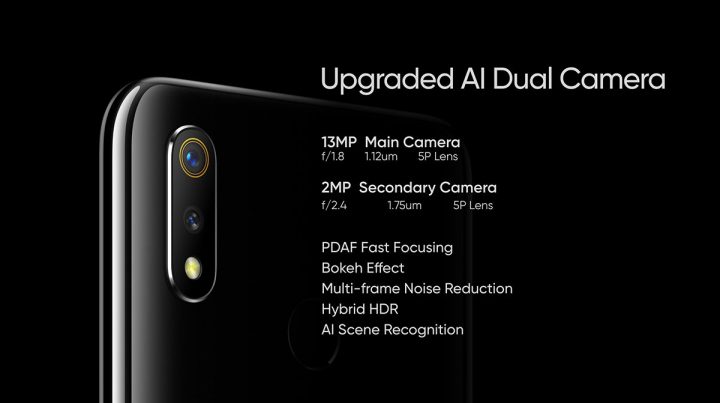 Upgraded AI Dual Camera
13MP Main Camera
f/1.8 1.12um 5P Lens
2MP Secondary Camera
f/2.4 1.75um 5P Lens
PDAF Fast Focusing
Bokeh Effect
Multi-frame Noise Reduction
Hybrid HDR
AI Scene Recognition